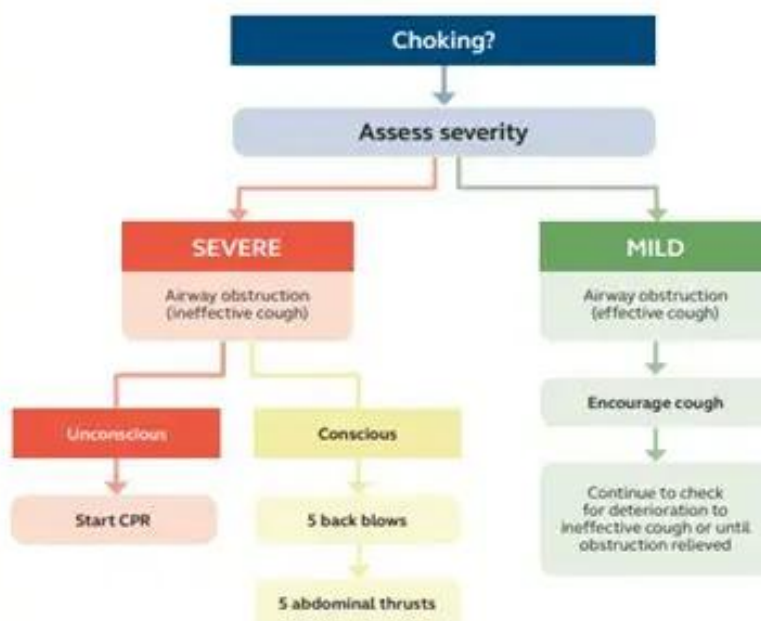 Choking?
Assess severity
SEVERE
Airway obstruction
(ineffective cough)
MILD
Airway obstruction
(effective cough)
Unconscious
Start CPR
Conscious
5 back blows
5 abdominal thrusts
Encourage cough
Continue to check
for deterioration to
ineffective cough or until
obstruction relieved